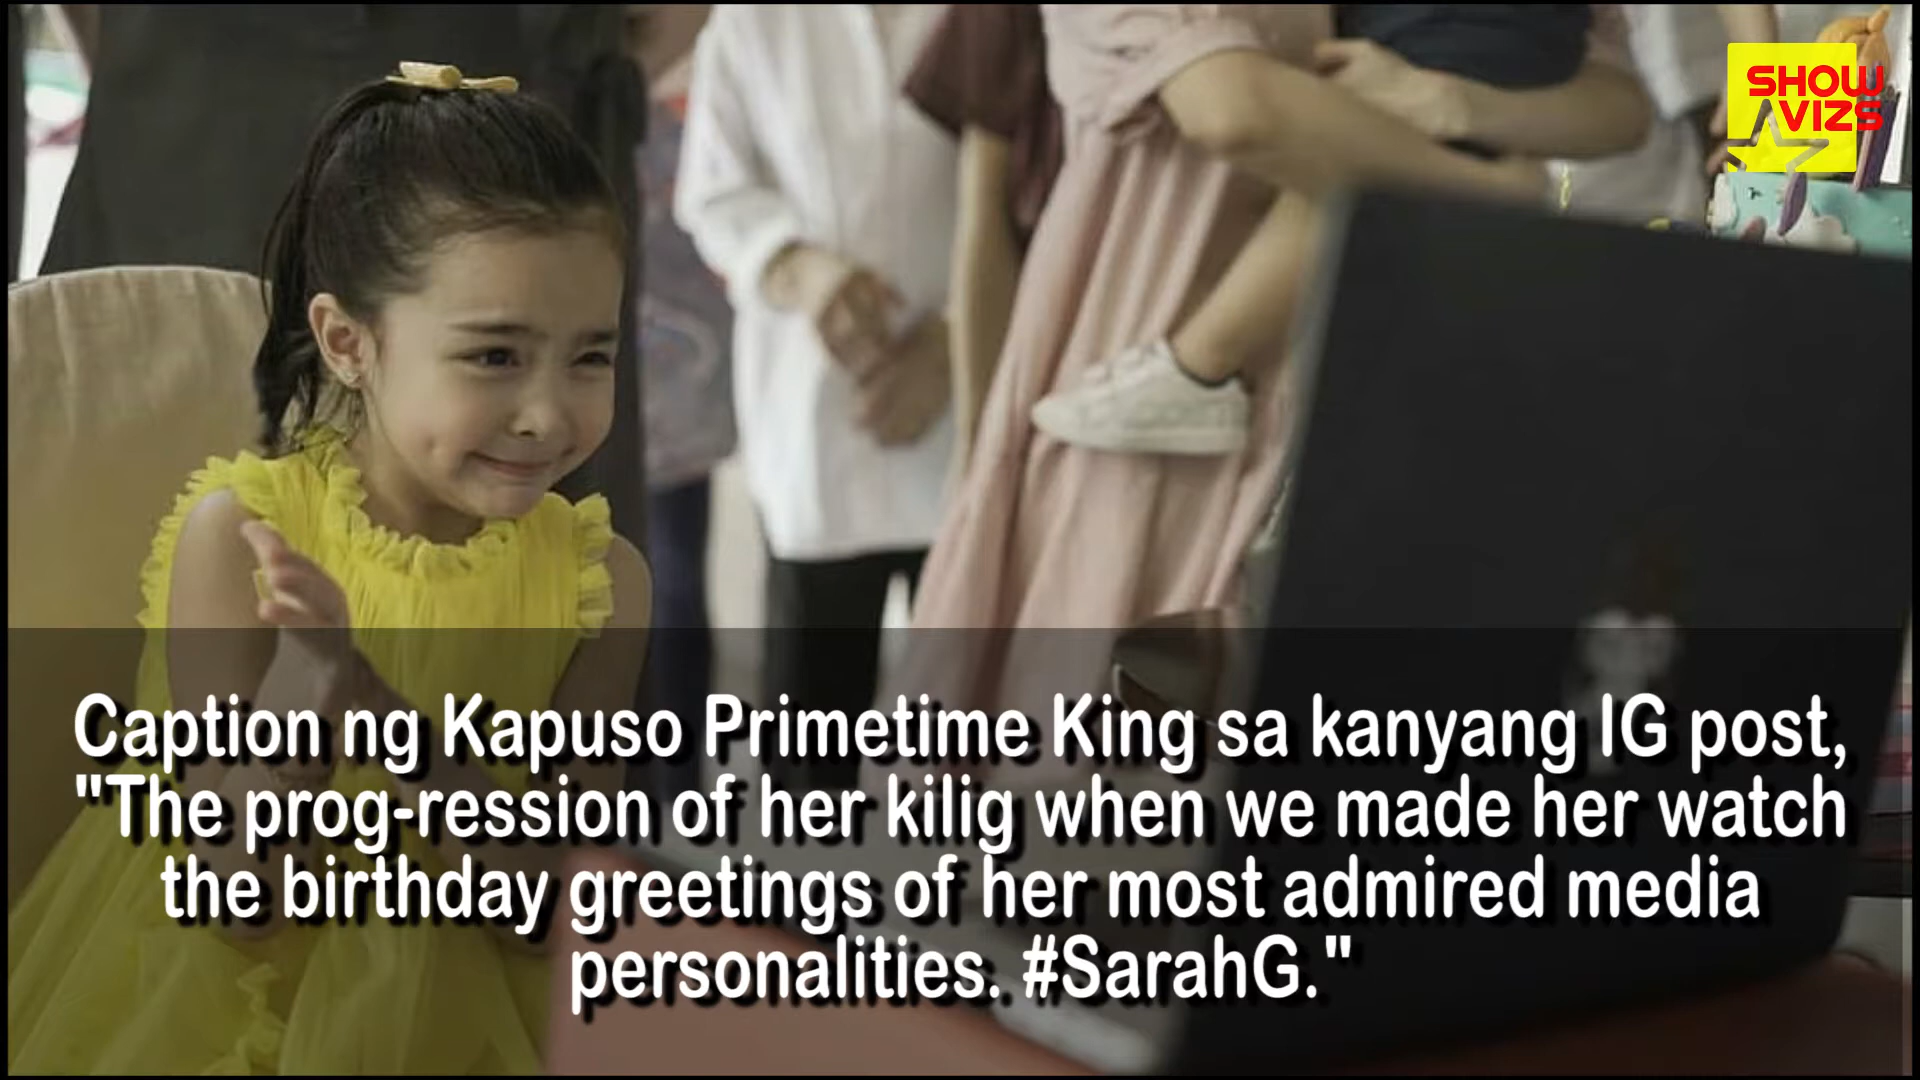 SHOW
VIZS
Caption ng Kapuso Primetime King sa kanyang IG post,
"The prog-ression of her kilig when we made her watch
the birthday greetings of her most admired media
personalities. #SarahG."